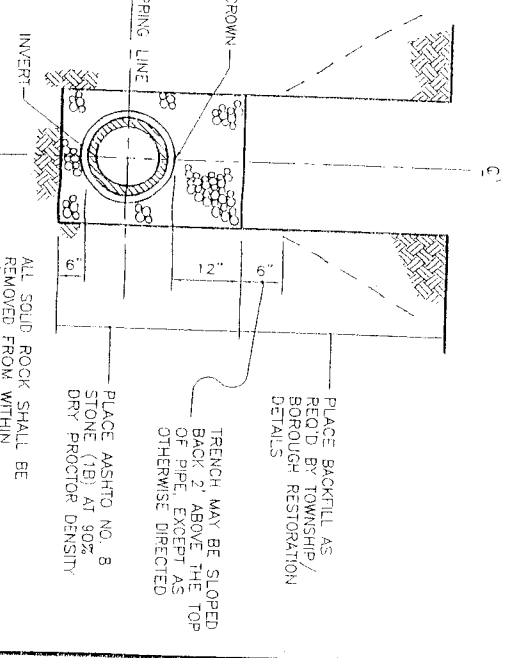 CROWN
PRING LINE
INVERT
6"
12"
6"
PLACE BACKFILL AS
REQ'D BY TOWNSHIP/
BOROUGH RESTORATION
DETAILS
TRENCH MAY BE SLOPED
BACK 2' ABOVE THE TOP
OF PIPE, EXCEPT AS
OTHERWISE DIRECTED
PLACE AASHTO NO. 8
STONE (1B) AT 90%
DRY PROCTOR DENSITY
ALL SOLID ROCK SHALL BE
REMOVED FROM WITHIN